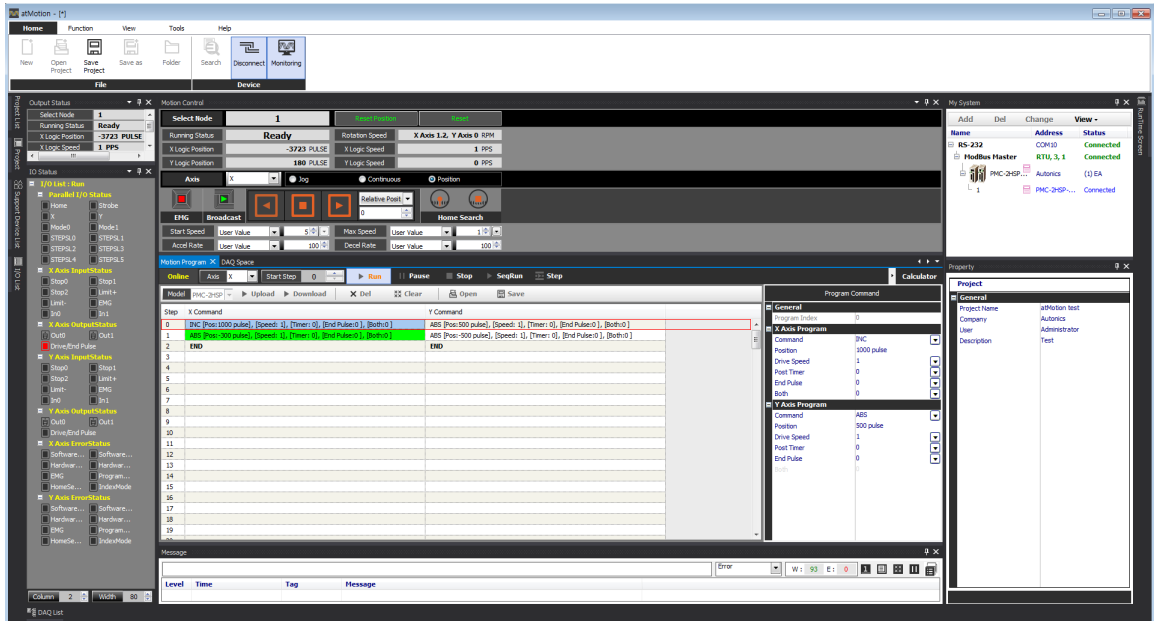 atMotion - [*]
Home Function View Tools Help
New Open Project Save Project Save as Folder Search Disconnect Monitoring
File Device
Project List
Project
Support Device List
I/O List
Output Status
Select Node 1
Running Status Ready
X Logic Position -3723 PULSE
X Logic Speed 1 PPS
IO Status
I/O List : Run
Parallel I/O Status
Home Strobe
X Y
Mode0 Mode1
STEPSL0 STEPSL1
STEPSL2 STEPSL3
STEPSL4 STEPSL5
X Axis InputStatus
Stop0 Stop1
Stop2 Limit+
Limit- EMG
In0 In1
X Axis OutputStatus
Out0 Out1
Drive/End Pulse
Y Axis InputStatus
Stop0 Stop1
Stop2 Limit+
Limit- EMG
In0 In1
Y Axis OutputStatus
Out0 Out1
Drive/End Pulse
X Axis ErrorStatus
Software... Software...
Hardwar... Hardwar...
EMG Program...
HomeSe... IndexMode
Y Axis ErrorStatus
Software... Software...
Hardwar... Hardwar...
EMG Program...
HomeSe... IndexMode
Column 2 Width 80
DAQ List
Motion Control
Select Node 1 Reset Position Reset
Running Status Ready Rotation Speed X Axis 1.2, Y Axis 0 RPM
X Logic Position -3723 PULSE X Logic Speed 1 PPS
Y Logic Position 180 PULSE Y Logic Speed 0 PPS
Axis X Jog Continuous Position
Relative Posit
0
EMG Broadcast Home Search
Start Speed User Value 5 Max Speed User Value 1
Accel Rate User Value 100 Decel Rate User Value 100
Motion Program X DAQ Space
Online Axis X Start Step 0 Run Pause Stop SeqRun Step Calculator
Model PMC-2HSP Upload Download Del Clear Open Save
Step X Command Y Command
0 INC [Pos:1000 pulse], [Speed: 1], [Timer: 0], [End Pulse:0 ], [Both:0 ] ABS [Pos:500 pulse], [Speed: 1], [Timer: 0], [End Pulse:0 ], [Both:0 ]
1 ABS [Pos:-300 pulse], [Speed: 1], [Timer: 0], [End Pulse:0 ], [Both:0 ] ABS [Pos:-500 pulse], [Speed: 1], [Timer: 0], [End Pulse:0 ], [Both:0 ]
2 END END
3
4
5
6
7
8
9
10
11
12
13
14
15
16
17
18
19
Program Command
General
Program Index 0
X Axis Program
Command INC
Position 1000 pulse
Drive Speed 1
Post Timer 0
End Pulse 0
Both 0
Y Axis Program
Command ABS
Position 500 pulse
Drive Speed 1
Post Timer 0
End Pulse 0
Both 0
Message
Error W : 93 E : 0
Level Time Tag Message
My System
Add Del Change View
Name Address Status
RS-232 COM10 Connected
ModBus Master RTU, 3, 1 Connected
PMC-2HSP... Autonics (1) EA
1 PMC-2HSP-... Connected
RunTime Screen
Property
Project
General
Project Name atMotion test
Company Autonics
User Administrator
Description Test